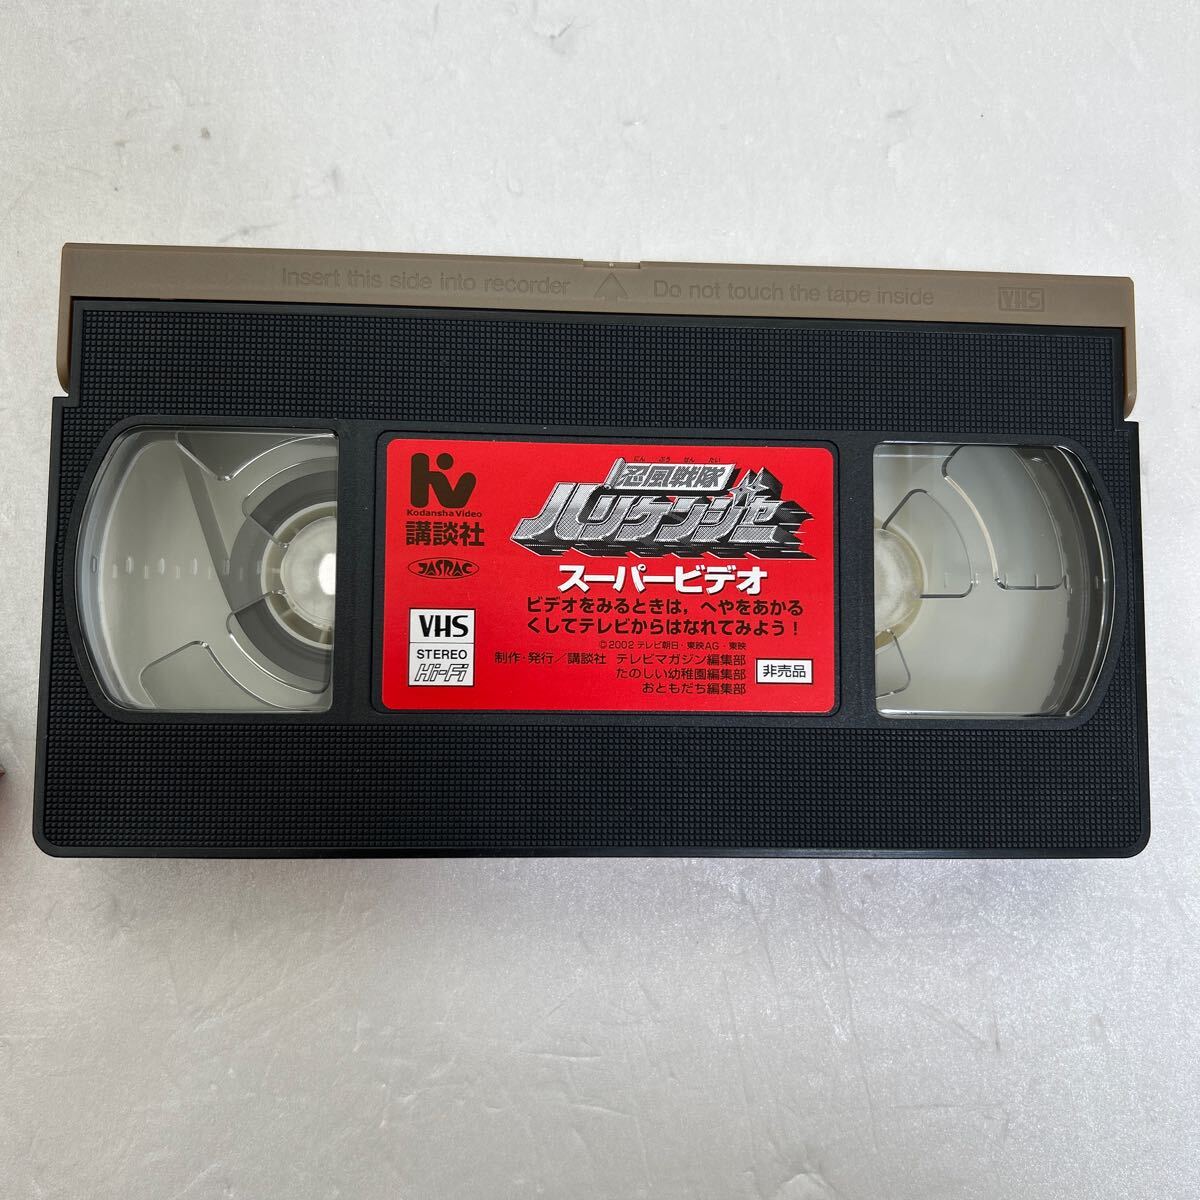 Insert this side into recorder Do not touch the tape inside VHS
KV
Kodansha Video
講談社
JASRAC
VHS
STEREO
Hi-Fi
にんぷうせんたい
忍風戦隊
ハリケンジャー
スーパービデオ
ビデオをみるときは，へやをあかる
くしてテレビからはなれてみよう！
©2002 テレビ朝日・東映AG・東映
制作・発行／講談社 テレビマガジン編集部
たのしい幼稚園編集部
おともだち編集部
非売品